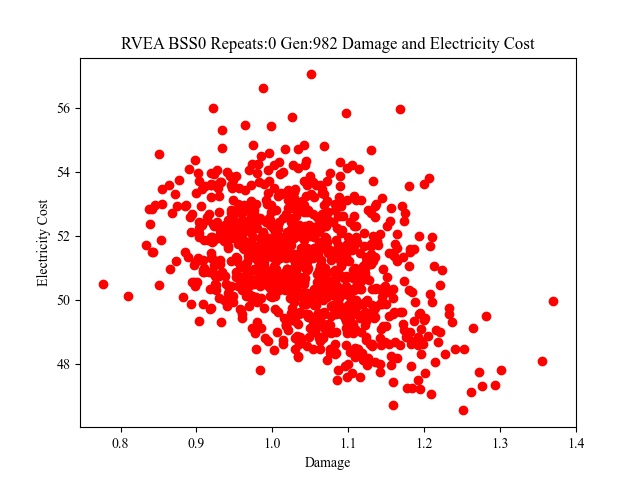 RVEA BSS0 Repeats:0 Gen:982 Damage and Electricity Cost
56
54
52
50
48
Electricity Cost
0.8 0.9 1.0 1.1 1.2 1.3 1.4
Damage